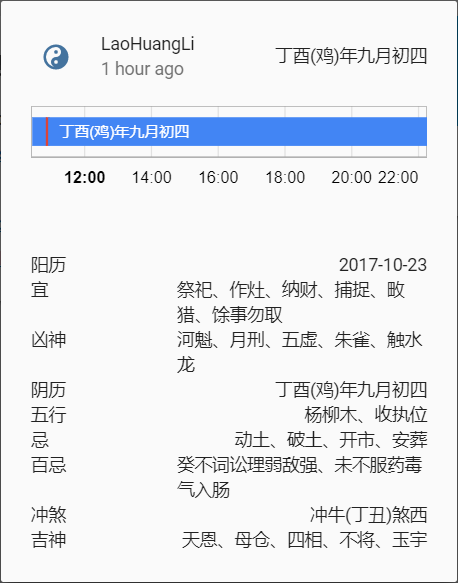 LaoHuangLi
1 hour ago
丁酉(鸡)年九月初四
丁酉(鸡)年九月初四
12:00 14:00 16:00 18:00 20:00 22:00
阳历 2017-10-23
宜 祭祀、作灶、纳财、捕捉、畋
猎、馀事勿取
凶神 河魁、月刑、五虚、朱雀、触水
龙
阴历 丁酉(鸡)年九月初四
五行 杨柳木、收执位
忌 动土、破土、开市、安葬
百忌 癸不词讼理弱敌强、未不服药毒
气入肠
冲煞 冲牛(丁丑)煞西
吉神 天恩、母仓、四相、不将、玉宇